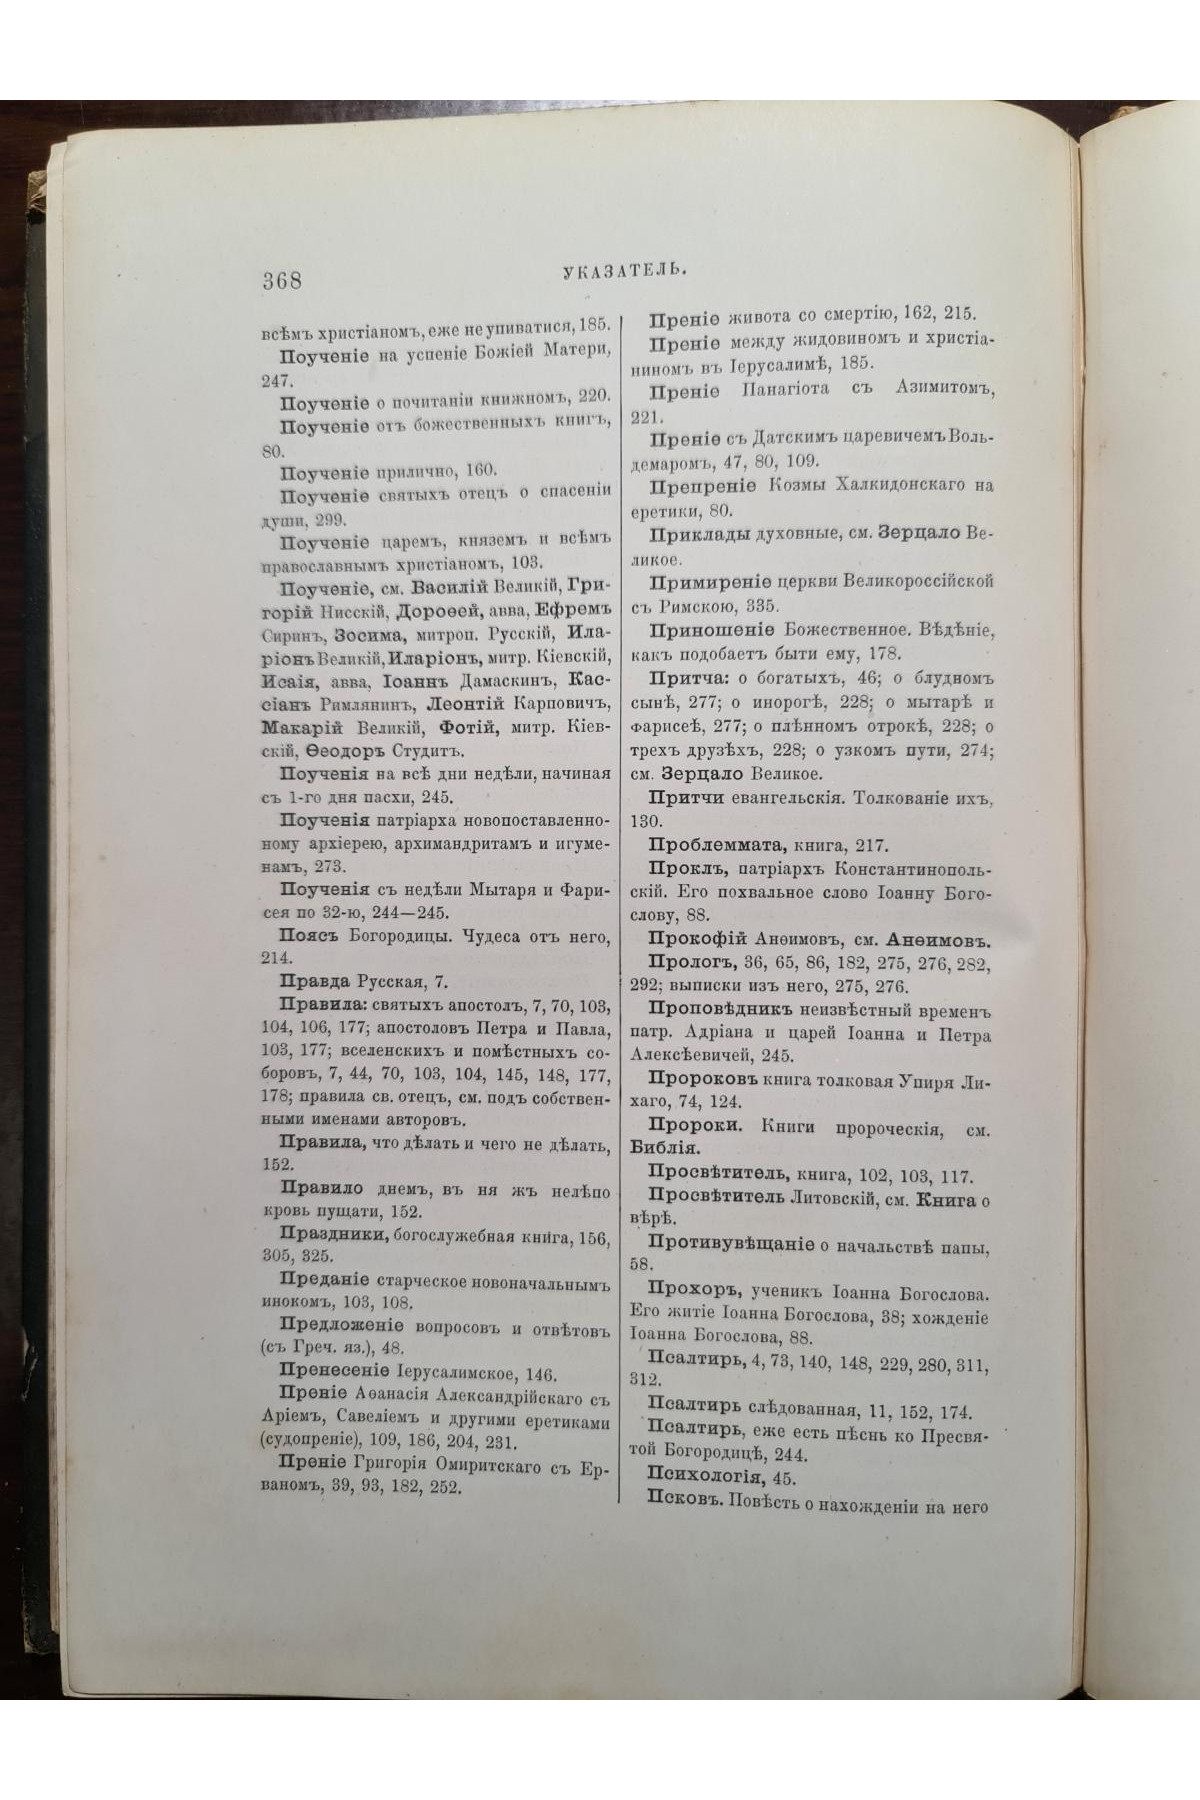 368
УКАЗАТЕЛЬ.
всѣмъ христіаномъ, еже не упиватися, 185.
Поученіе на успеніе Божіей Матери,
247.
Поученіе о почитаніи книжномъ, 220.
Поученіе отъ божественныхъ книгъ,
80.
Поученіе прилично, 160.
Поученіе святыхъ отецъ о спасеніи
души, 299.
Поученіе царемъ, княземъ и всѣмъ
православнымъ христіаномъ, 103.
Поученіе, см. Василій Великій, Гри-
горій Нисскій, Дороѳей, авва, Ефремъ
Сиринъ, Зосима, митроп. Русскій, Ила-
ріонъ Великій, Иларіонъ, митр. Кіевскій,
Исаія, авва, Іоаннъ Дамаскинъ, Кас-
сіанъ Римлянинъ, Леонтій Карповичъ,
Макарій Великій, Фотій, митр. Кіев-
скій, Ѳеодоръ Студитъ.
Поученія на всѣ дни недѣли, начиная
съ 1-го дня пасхи, 245.
Поученія патріарха новопоставленно-
ному архіерею, архимандритамъ и игуме-
намъ, 273.
Поученія съ недѣли Мытаря и Фари-
сея по 32-ю, 244—245.
Поясъ Богородицы. Чудеса отъ него,
214.
Правда Русская, 7.
Правила: святыхъ апостол, 7, 70, 103,
104, 106, 177; апостоловъ Петра и Павла,
103, 177; вселенскихъ и помѣстныхъ со-
боровъ, 7, 44, 70, 103, 104, 145, 148, 177,
178; правила св. отец, см. подъ собствен-
ными именами авторовъ.
Правила, что дѣлать и чего не дѣлать,
152.
Правило днемъ, въ ня жъ нелѣпо
кровь пущати, 152.
Праздники, богослужебная книга, 156,
305, 325.
Преданіе старческое новоначальнымъ
инокомъ, 103, 108.
Предложеніе вопросовъ и отвѣтовъ
(съ Греч. яз.), 48.
Пренесеніе Іерусалимское, 146.
Преніе Аѳанасія Александрійскаго съ
Аріемъ, Савеліемъ и другими еретиками
(судопреніе), 109, 186, 204, 231.
Преніе Григорія Омиритскаго съ Ер-
ваномъ, 39, 93, 182, 252.
Преніе живота со смертію, 162, 215.
Преніе между жидовиномъ и христіа-
ниномъ въ Іерусалимѣ, 185.
Преніе Панагіота съ Азимитомъ,
221.
Преніе съ Датскимъ царевичемъ Воль-
демаромъ, 47, 80, 109.
Препреніе Козмы Халкидонскаго на
еретики, 80.
Приклады духовные, см. Зерцало Ве-
ликое.
Примиреніе церкви Великороссійской
съ Римскою, 335.
Приношеніе Божественное. Вѣдѣніе,
какъ подобаетъ быти ему, 178.
Притча: о богатыхъ, 46; о блудномъ
сынѣ, 277; о инорогѣ, 228; о мытарѣ и
фарисеѣ, 277; о плѣнномъ отрокѣ, 228; о
трехъ друзѣхъ, 228; о узкомъ пути, 274;
см. Зерцало Великое.
Притчи евангельскія. Толкованіе ихъ,
130.
Проблеммата, книга, 217.
Проклъ, патріархъ Константинополь-
скій. Его похвальное слово Іоанну Бого-
слову, 88.
Прокофій Анѳимовъ, см. Анѳимовъ.
Прологъ, 36, 65, 86, 182, 275, 276, 282,
292; выписки изъ него, 275, 276.
Проповѣдникъ неизвѣстный временъ
патр. Адріана и царей Іоанна и Петра
Алексѣевичей, 245.
Пророковъ книга толковая Упиря Ли-
хаго, 74, 124.
Пророки. Книги пророческія, см.
Библія.
Просвѣтитель, книга, 102, 103, 117.
Просвѣтитель Литовскій, см. Книга о
вѣрѣ.
Противувѣщаніе о начальствѣ папы,
58.
Прохоръ, ученикъ Іоанна Богослова.
Его житіе Іоанна Богослова, 38; хожденіе
Іоанна Богослова, 88.
Псалтирь, 4, 73, 140, 148, 229, 280, 311,
312.
Псалтирь слѣдованная, 11, 152, 174.
Псалтирь, еже есть пѣснь ко Пресвя-
той Богородицѣ, 244.
Психологія, 45.
Псковъ. Повѣсть о нахожденіи на него